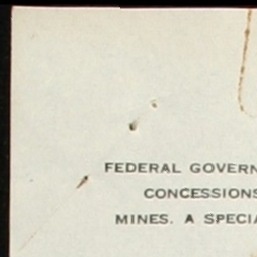 FEDERAL GOVERN
CONCESSIONS
MINES. A SPECIA